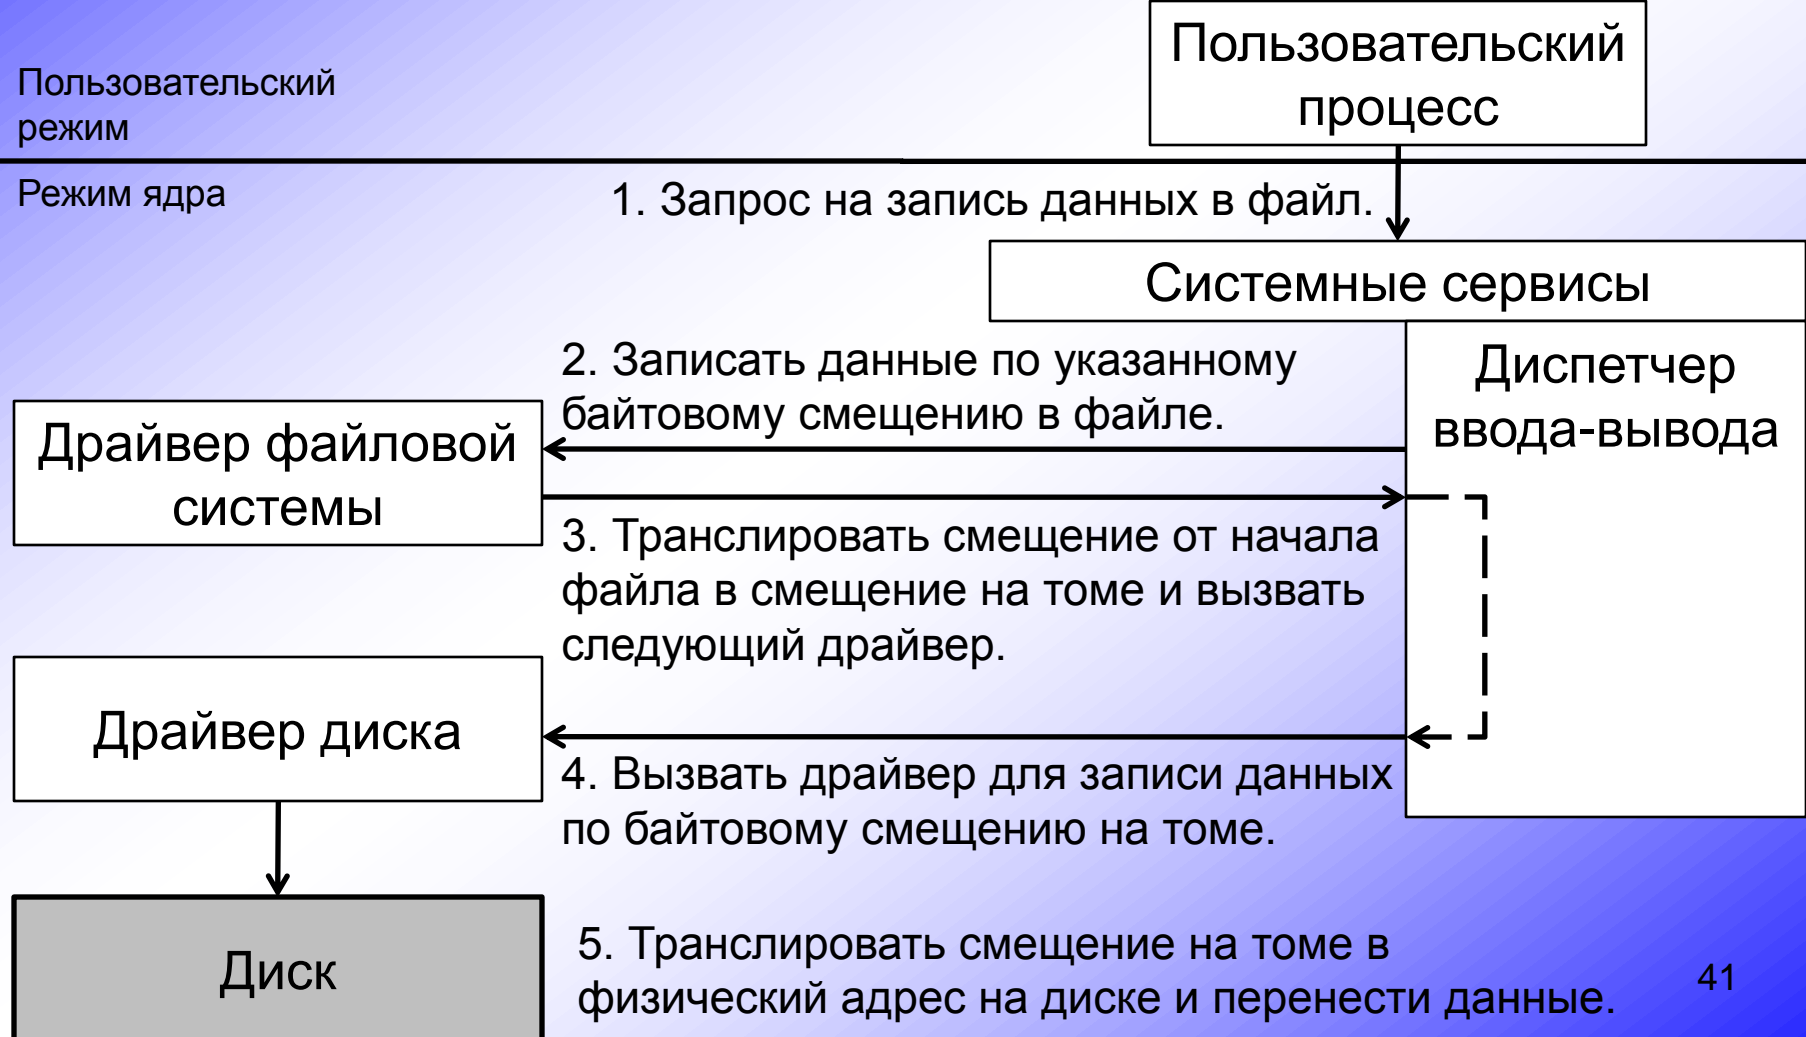 Пользовательский
процесс
Пользовательский
режим
Режим ядра
1. Запрос на запись данных в файл.
Системные сервисы
2. Записать данные по указанному
байтовому смещению в файле.
Диспетчер
ввода-вывода
Драйвер файловой
системы
3. Транслировать смещение от начала
файла в смещение на томе и вызвать
следующий драйвер.
Драйвер диска
4. Вызвать драйвер для записи данных
по байтовому смещению на томе.
Диск
5. Транслировать смещение на томе в
физический адрес на диске и перенести данные.
41